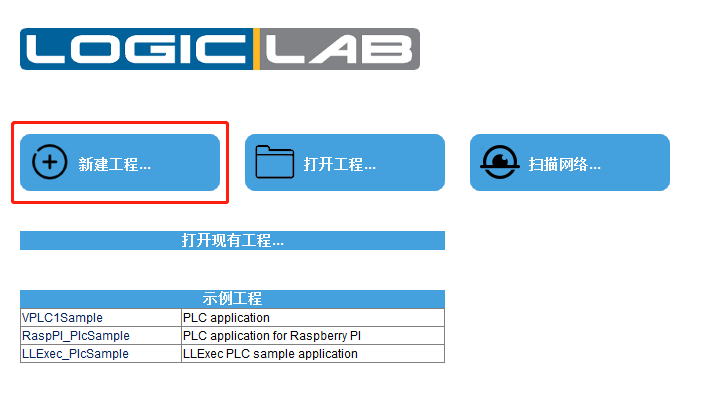 LOGIC LAB
新建工程... 打开工程... 扫描网络...
打开现有工程...
示例工程
VPLC1Sample PLC application
RaspPI_PlcSample PLC application for Raspberry PI
LLExec_PlcSample LLExec PLC sample application